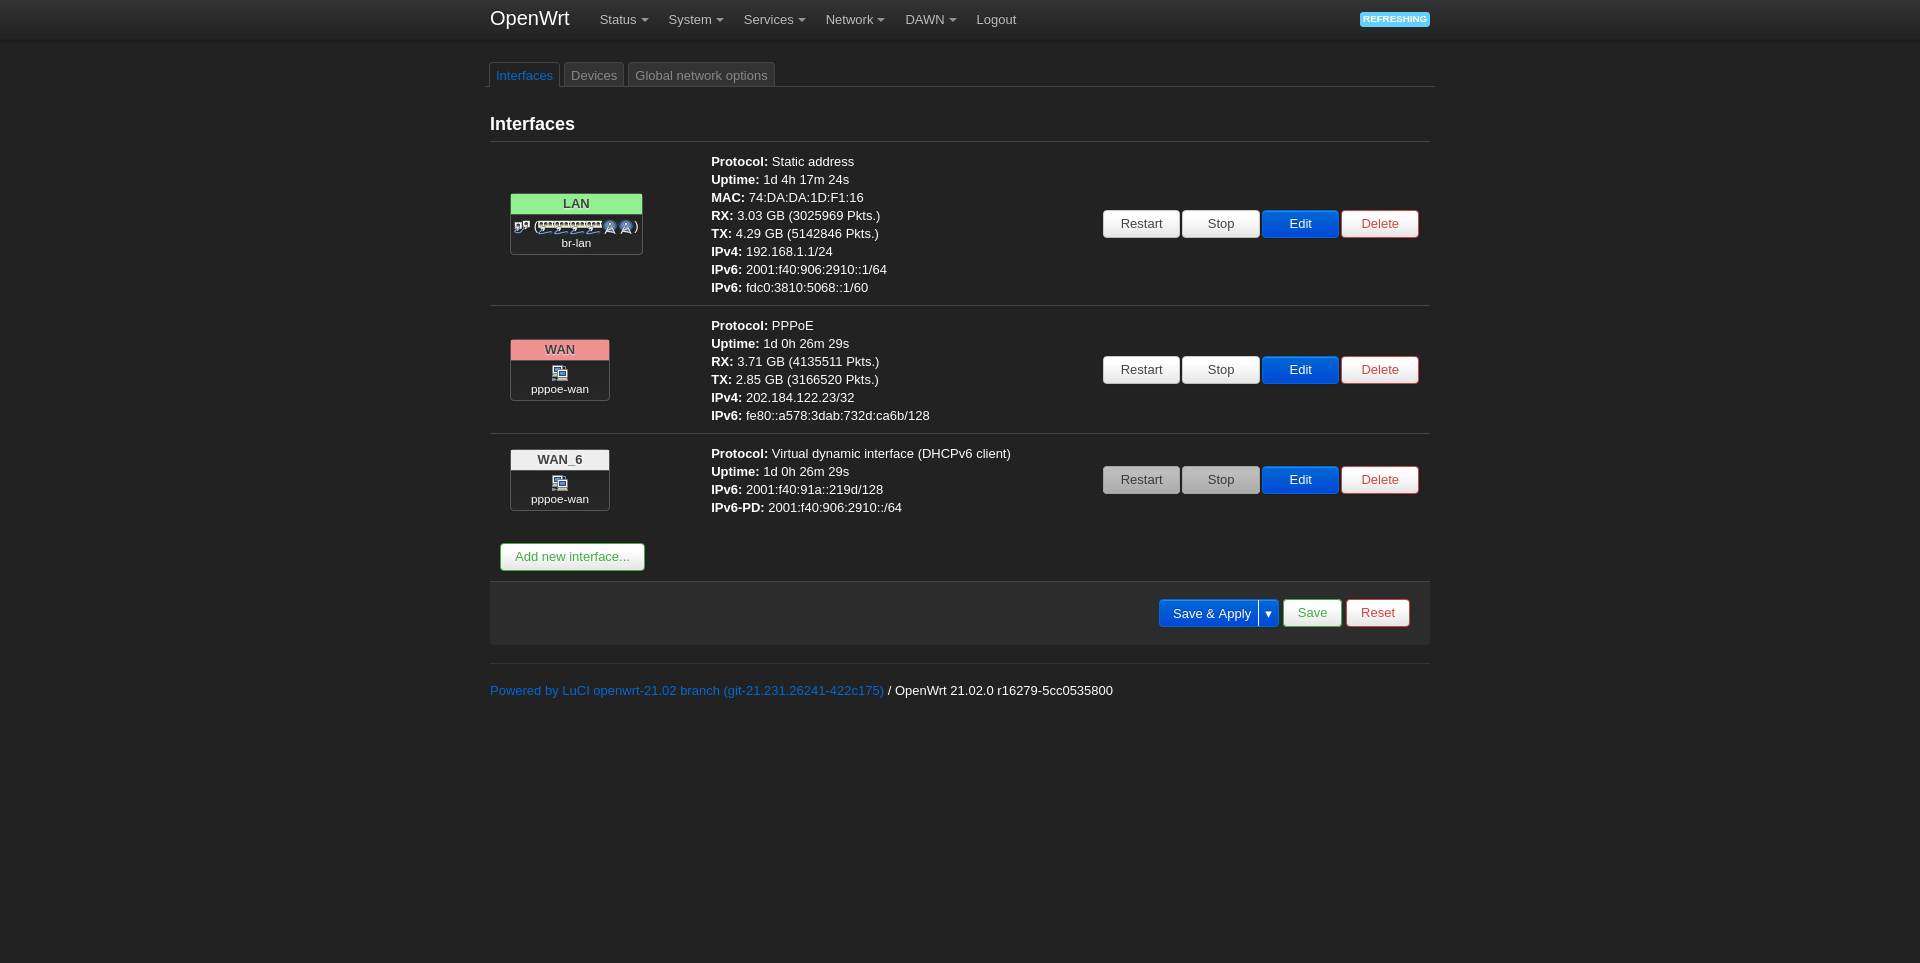 OpenWrt Status System Services Network DAWN Logout REFRESHING
Interfaces Devices Global network options
Interfaces
LAN
br-lan
Protocol: Static address
Uptime: 1d 4h 17m 24s
MAC: 74:DA:DA:1D:F1:16
RX: 3.03 GB (3025969 Pkts.)
TX: 4.29 GB (5142846 Pkts.)
IPv4: 192.168.1.1/24
IPv6: 2001:f40:906:2910::1/64
IPv6: fdc0:3810:5068::1/60
Restart Stop Edit Delete
WAN
pppoe-wan
Protocol: PPPoE
Uptime: 1d 0h 26m 29s
RX: 3.71 GB (4135511 Pkts.)
TX: 2.85 GB (3166520 Pkts.)
IPv4: 202.184.122.23/32
IPv6: fe80::a578:3dab:732d:ca6b/128
Restart Stop Edit Delete
WAN_6
pppoe-wan
Protocol: Virtual dynamic interface (DHCPv6 client)
Uptime: 1d 0h 26m 29s
IPv6: 2001:f40:91a::219d/128
IPv6-PD: 2001:f40:906:2910::/64
Restart Stop Edit Delete
Add new interface...
Save & Apply ▾ Save Reset
Powered by LuCI openwrt-21.02 branch (git-21.231.26241-422c175) / OpenWrt 21.02.0 r16279-5cc0535800